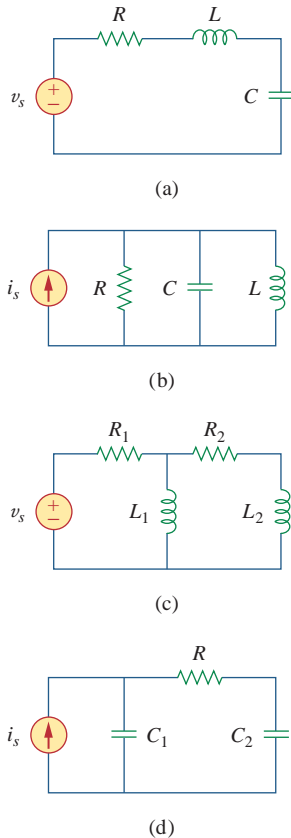 R L
v_s + − C
(a)
i_s R C L
(b)
R_1 R_2
v_s + − L_1 L_2
(c)
R
i_s C_1 C_2
(d)